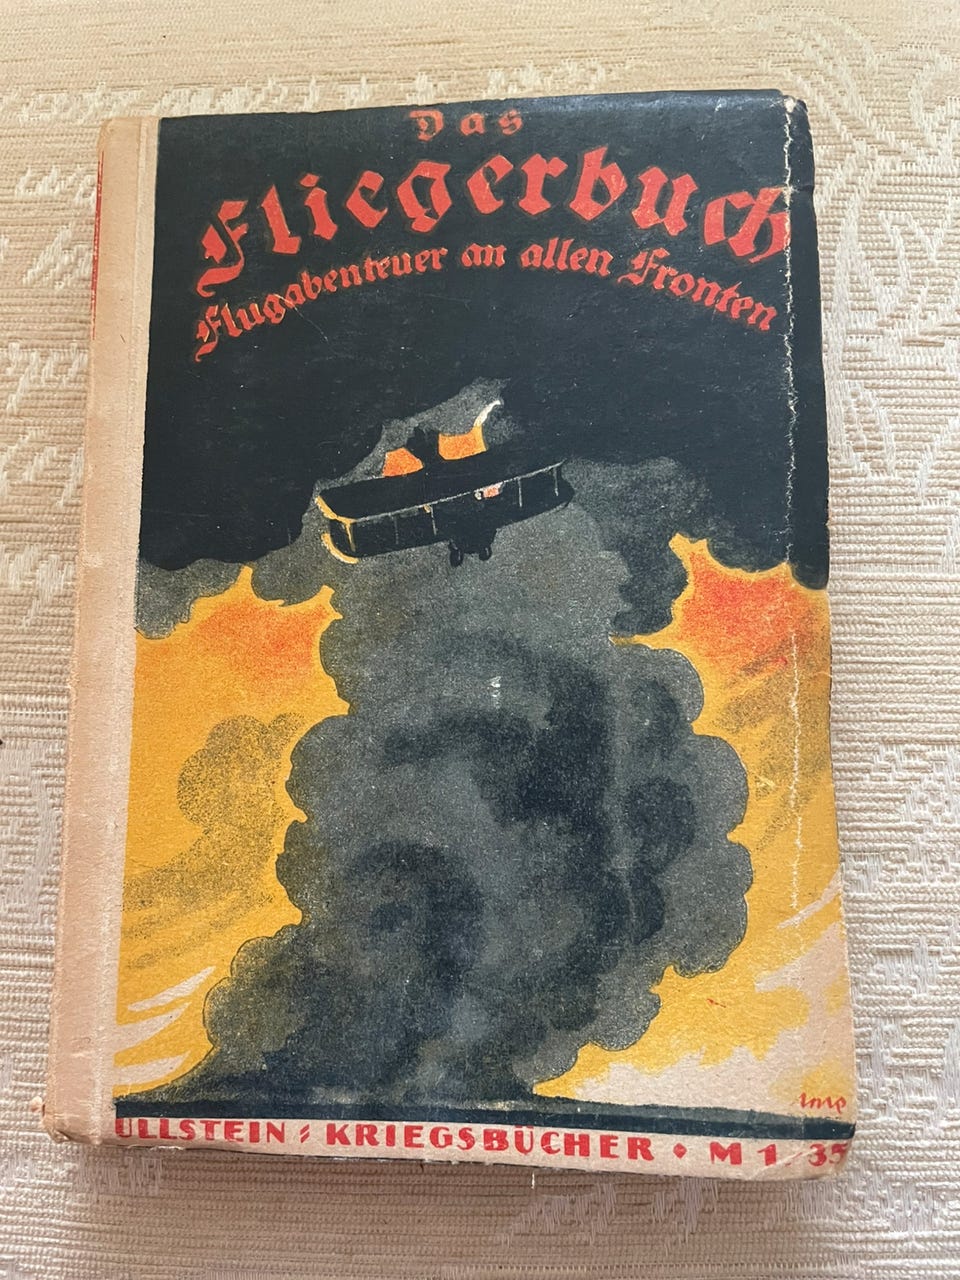 Das
Fliegerbuch
Flugabenteuer an allen Fronten
ULLSTEIN = KRIEGSBÜCHER • M 1/35